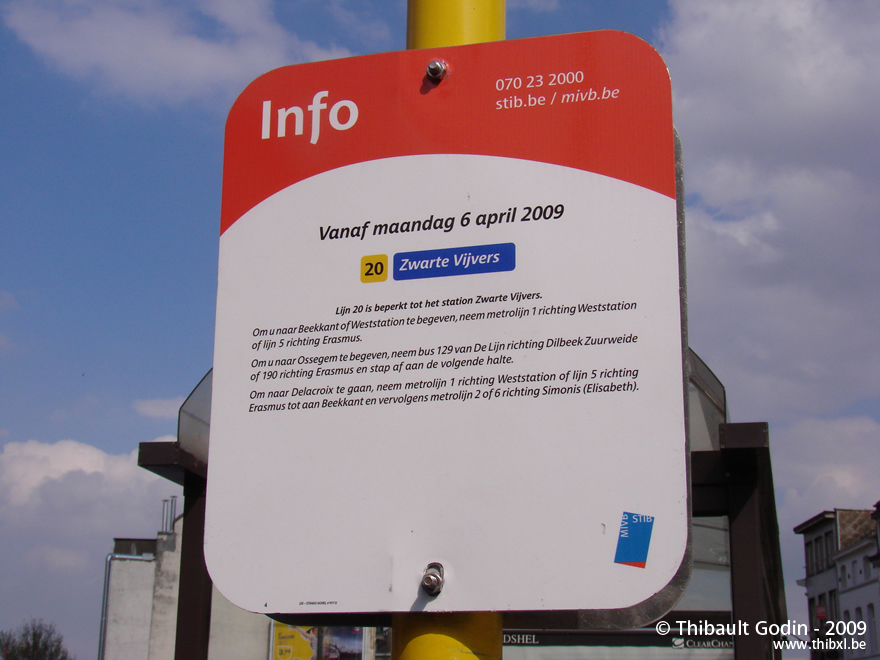 Info
070 23 2000
stib.be / mivb.be
Vanaf maandag 6 april 2009
20 Zwarte Vijvers
Lijn 20 is beperkt tot het station Zwarte Vijvers.
Om u naar Beekkant of Weststation te begeven, neem metrolijn 1 richting Weststation
of lijn 5 richting Erasmus.
Om u naar Ossegem te begeven, neem bus 129 van De Lijn richting Dilbeek Zuurweide
of 190 richting Erasmus en stap af aan de volgende halte.
Om naar Delacroix te gaan, neem metrolijn 1 richting Weststation of lijn 5 richting
Erasmus tot aan Beekkant en vervolgens metrolijn 2 of 6 richting Simonis (Elisabeth).
MIVB STIB
4
© Thibault Godin - 2009
www.thibxl.be